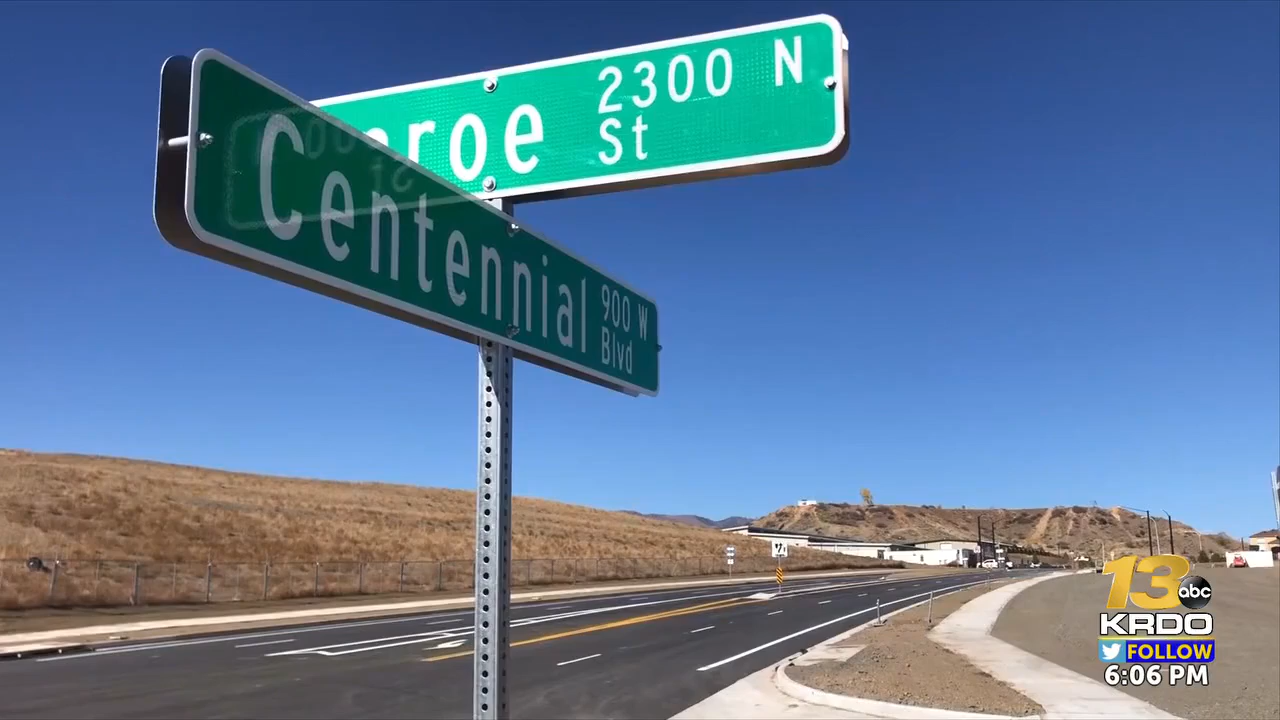 2300 N
St
Centennial
900 W
Blvd
13
abc
KRDO
FOLLOW
6:06 PM